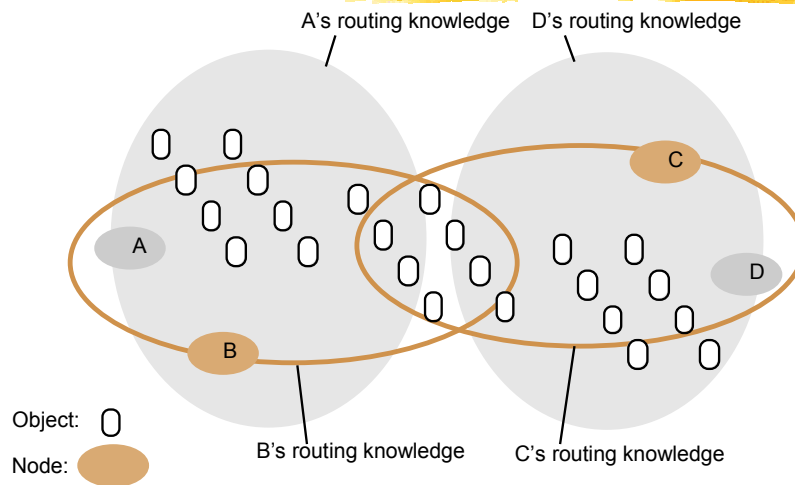 A's routing knowledge
D's routing knowledge
C
A
D
B
Object:
B's routing knowledge
C's routing knowledge
Node: